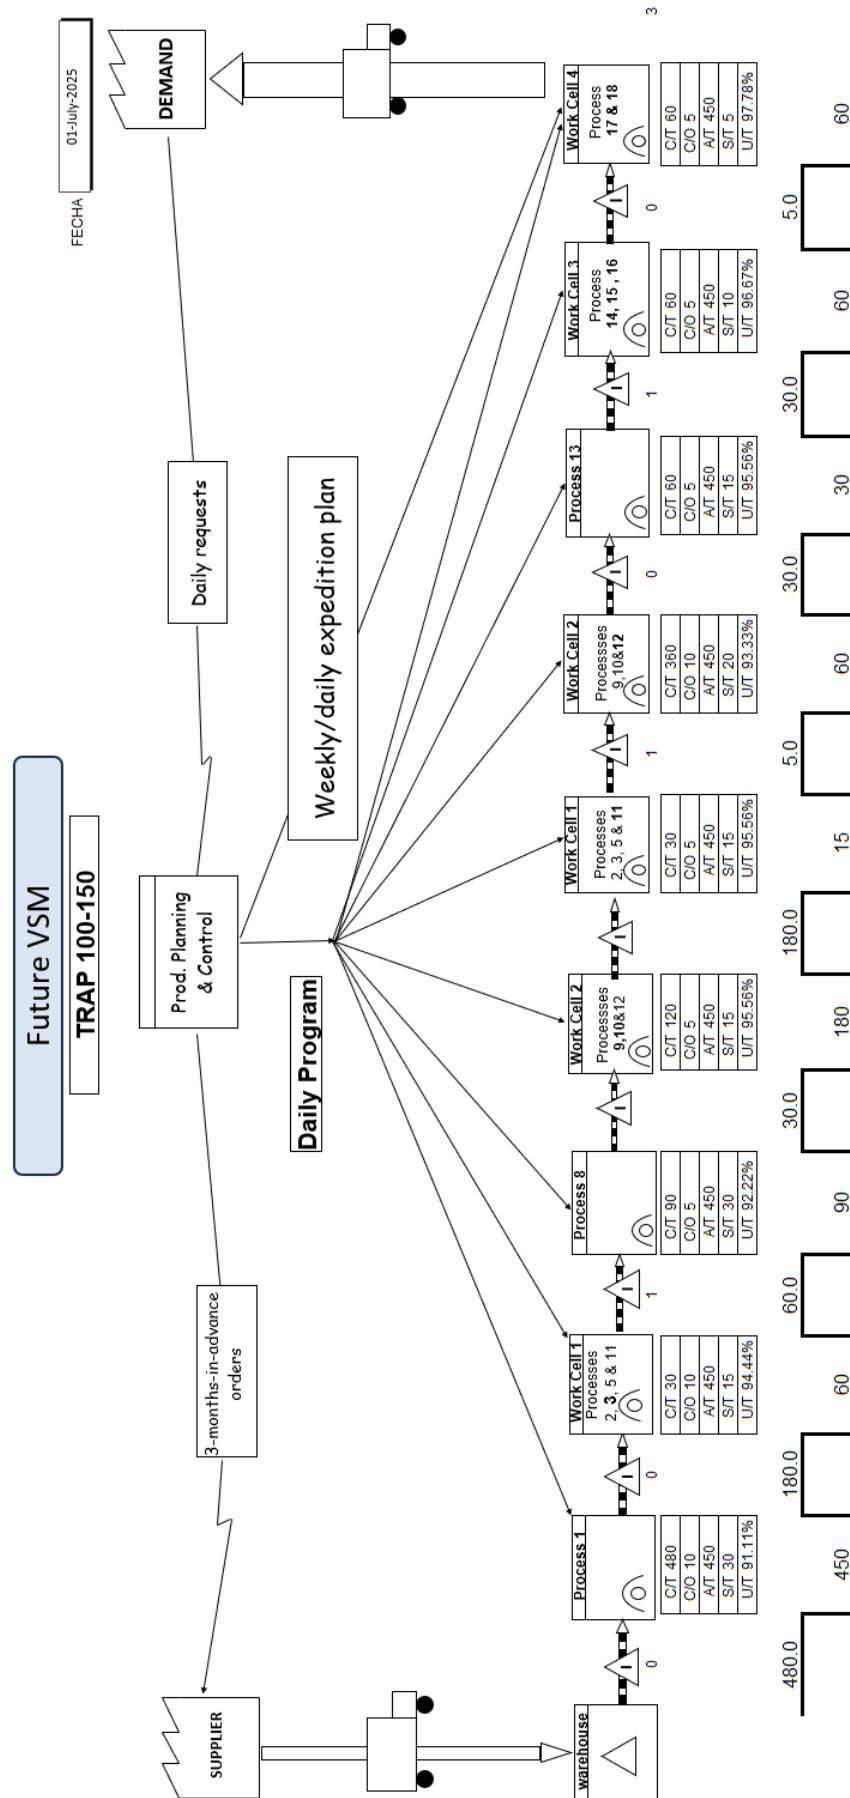 Future VSM
TRAP 100-150
FECHA
01-July-2025
SUPPLIER
3-months-in-advance
orders
Prod. Planning
& Control
Daily requests
DEMAND
Daily Program
Weekly/daily expedition plan
warehouse
0
Process 1
C/T 480
C/O 10
A/T 450
S/T 30
U/T 91.11%
0
Work Cell 1
Processes
2, 3, 5 & 11
C/T 30
C/O 10
A/T 450
S/T 15
U/T 94.44%
1
Process 8
C/T 90
C/O 5
A/T 450
S/T 30
U/T 92.22%
Work Cell 2
Processses
9,10&12
C/T 120
C/O 5
A/T 450
S/T 15
U/T 95.56%
Work Cell 1
Processes
2, 3, 5 & 11
C/T 30
C/O 5
A/T 450
S/T 15
U/T 95.56%
1
Work Cell 2
Processses
9,10&12
C/T 360
C/O 10
A/T 450
S/T 20
U/T 93.33%
0
Process 13
C/T 60
C/O 5
A/T 450
S/T 15
U/T 95.56%
1
Work Cell 3
Process
14, 15 , 16
C/T 60
C/O 5
A/T 450
S/T 10
U/T 96.67%
0
Work Cell 4
Process
17 & 18
C/T 60
C/O 5
A/T 450
S/T 5
U/T 97.78%
3
480.0
450
180.0
60
60.0
90
30.0
180
180.0
15
5.0
60
30.0
30
30.0
60
5.0
60
I
I
I
I
I
I
I
I
I